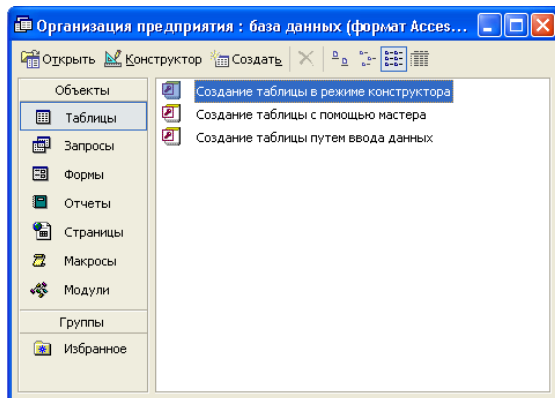 Организация предприятия : база данных (формат Acces...
Открыть Конструктор Создать
Объекты
Таблицы
Запросы
Формы
Отчеты
Страницы
Макросы
Модули
Группы
Избранное
Создание таблицы в режиме конструктора
Создание таблицы с помощью мастера
Создание таблицы путем ввода данных